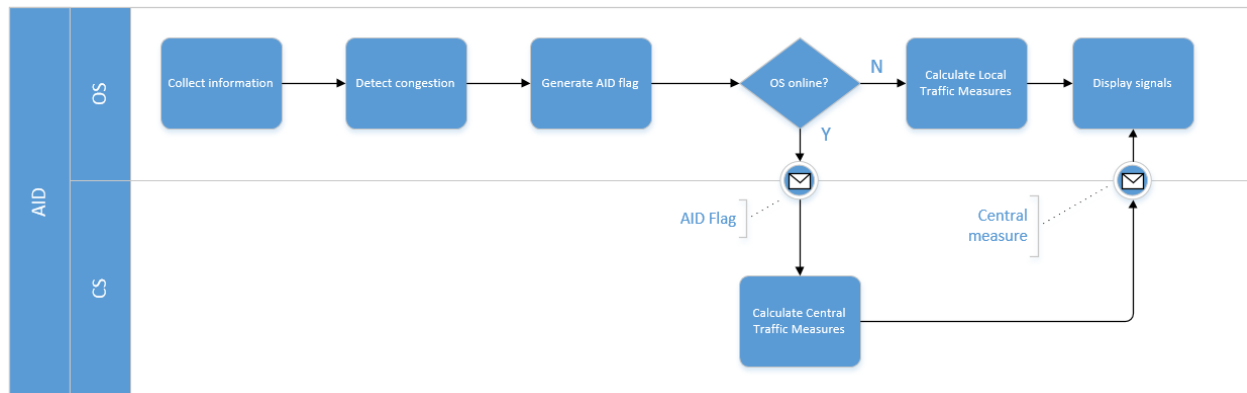 AID
OS
Collect information
Detect congestion
Generate AID flag
OS online?
N
Calculate Local
Traffic Measures
Display signals
Y
AID Flag
Central
measure
CS
Calculate Central
Traffic Measures